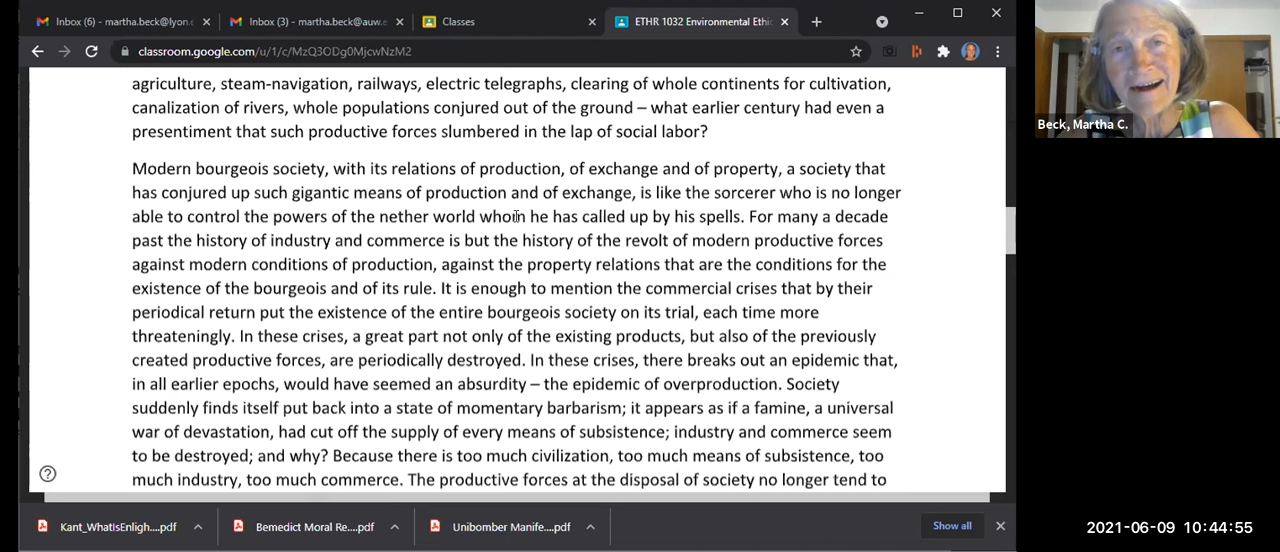 Inbox (6) - martha.beck@lyon.e
Inbox (3) - martha.beck@auw.e
Classes
ETHR 1032 Environmental Ethic
classroom.google.com/u/1/c/MzQ3ODg0MjcwNzM2
Beck, Martha C.
agriculture, steam-navigation, railways, electric telegraphs, clearing of whole continents for cultivation,
canalization of rivers, whole populations conjured out of the ground – what earlier century had even a
presentiment that such productive forces slumbered in the lap of social labor?
Modern bourgeois society, with its relations of production, of exchange and of property, a society that
has conjured up such gigantic means of production and of exchange, is like the sorcerer who is no longer
able to control the powers of the nether world whom he has called up by his spells. For many a decade
past the history of industry and commerce is but the history of the revolt of modern productive forces
against modern conditions of production, against the property relations that are the conditions for the
existence of the bourgeois and of its rule. It is enough to mention the commercial crises that by their
periodical return put the existence of the entire bourgeois society on its trial, each time more
threateningly. In these crises, a great part not only of the existing products, but also of the previously
created productive forces, are periodically destroyed. In these crises, there breaks out an epidemic that,
in all earlier epochs, would have seemed an absurdity – the epidemic of overproduction. Society
suddenly finds itself put back into a state of momentary barbarism; it appears as if a famine, a universal
war of devastation, had cut off the supply of every means of subsistence; industry and commerce seem
to be destroyed; and why? Because there is too much civilization, too much means of subsistence, too
much industry, too much commerce. The productive forces at the disposal of society no longer tend to
Kant_WhatIsEnligh....pdf
Bemedict Moral Re....pdf
Unibomber Manife....pdf
Show all
2021-06-09 10:44:55